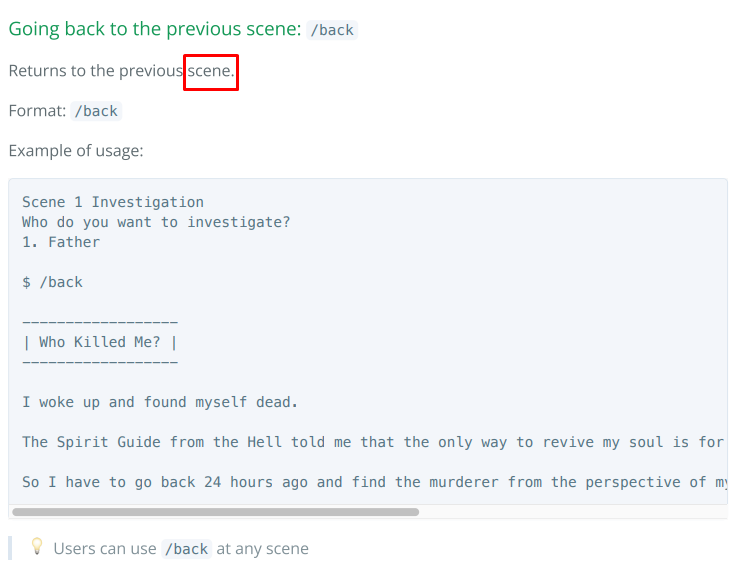 Going back to the previous scene: /back
Returns to the previous scene.
Format: /back
Example of usage:
Scene 1 Investigation
Who do you want to investigate?
1. Father
$ /back
------------------
| Who Killed Me? |
------------------
I woke up and found myself dead.
The Spirit Guide from the Hell told me that the only way to revive my soul is for
So I have to go back 24 hours ago and find the murderer from the perspective of my
Users can use /back at any scene